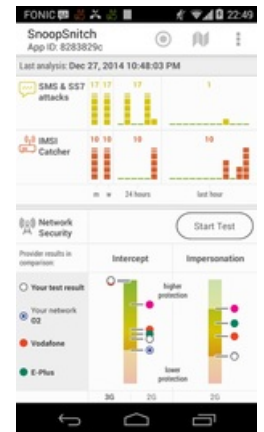 FONIC 22:49
SnoopSnitch
App ID: 8283829c
Last analysis: Dec 27, 2014 10:48:03 PM
SMS & SS7 attacks
17 17 17 1
IMSI Catcher
10 10 10 10
m w 24 hours last hour
Network Security
Start Test
Provider results in comparison:
Intercept Impersonation
Your test result
higher protection
Your network
O2
Vodafone
E-Plus
lower protection
3G 2G 2G